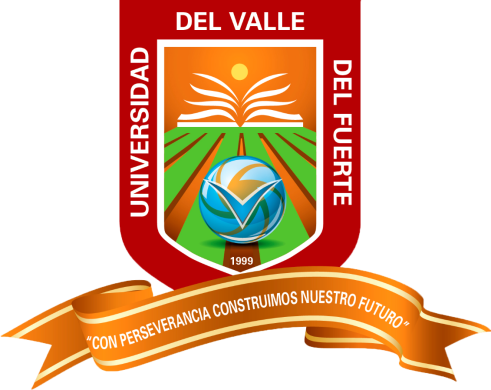 UNIVERSIDAD
DEL VALLE
DEL FUERTE
1999
"CON PERSEVERANCIA CONSTRUIMOS NUESTRO FUTURO"